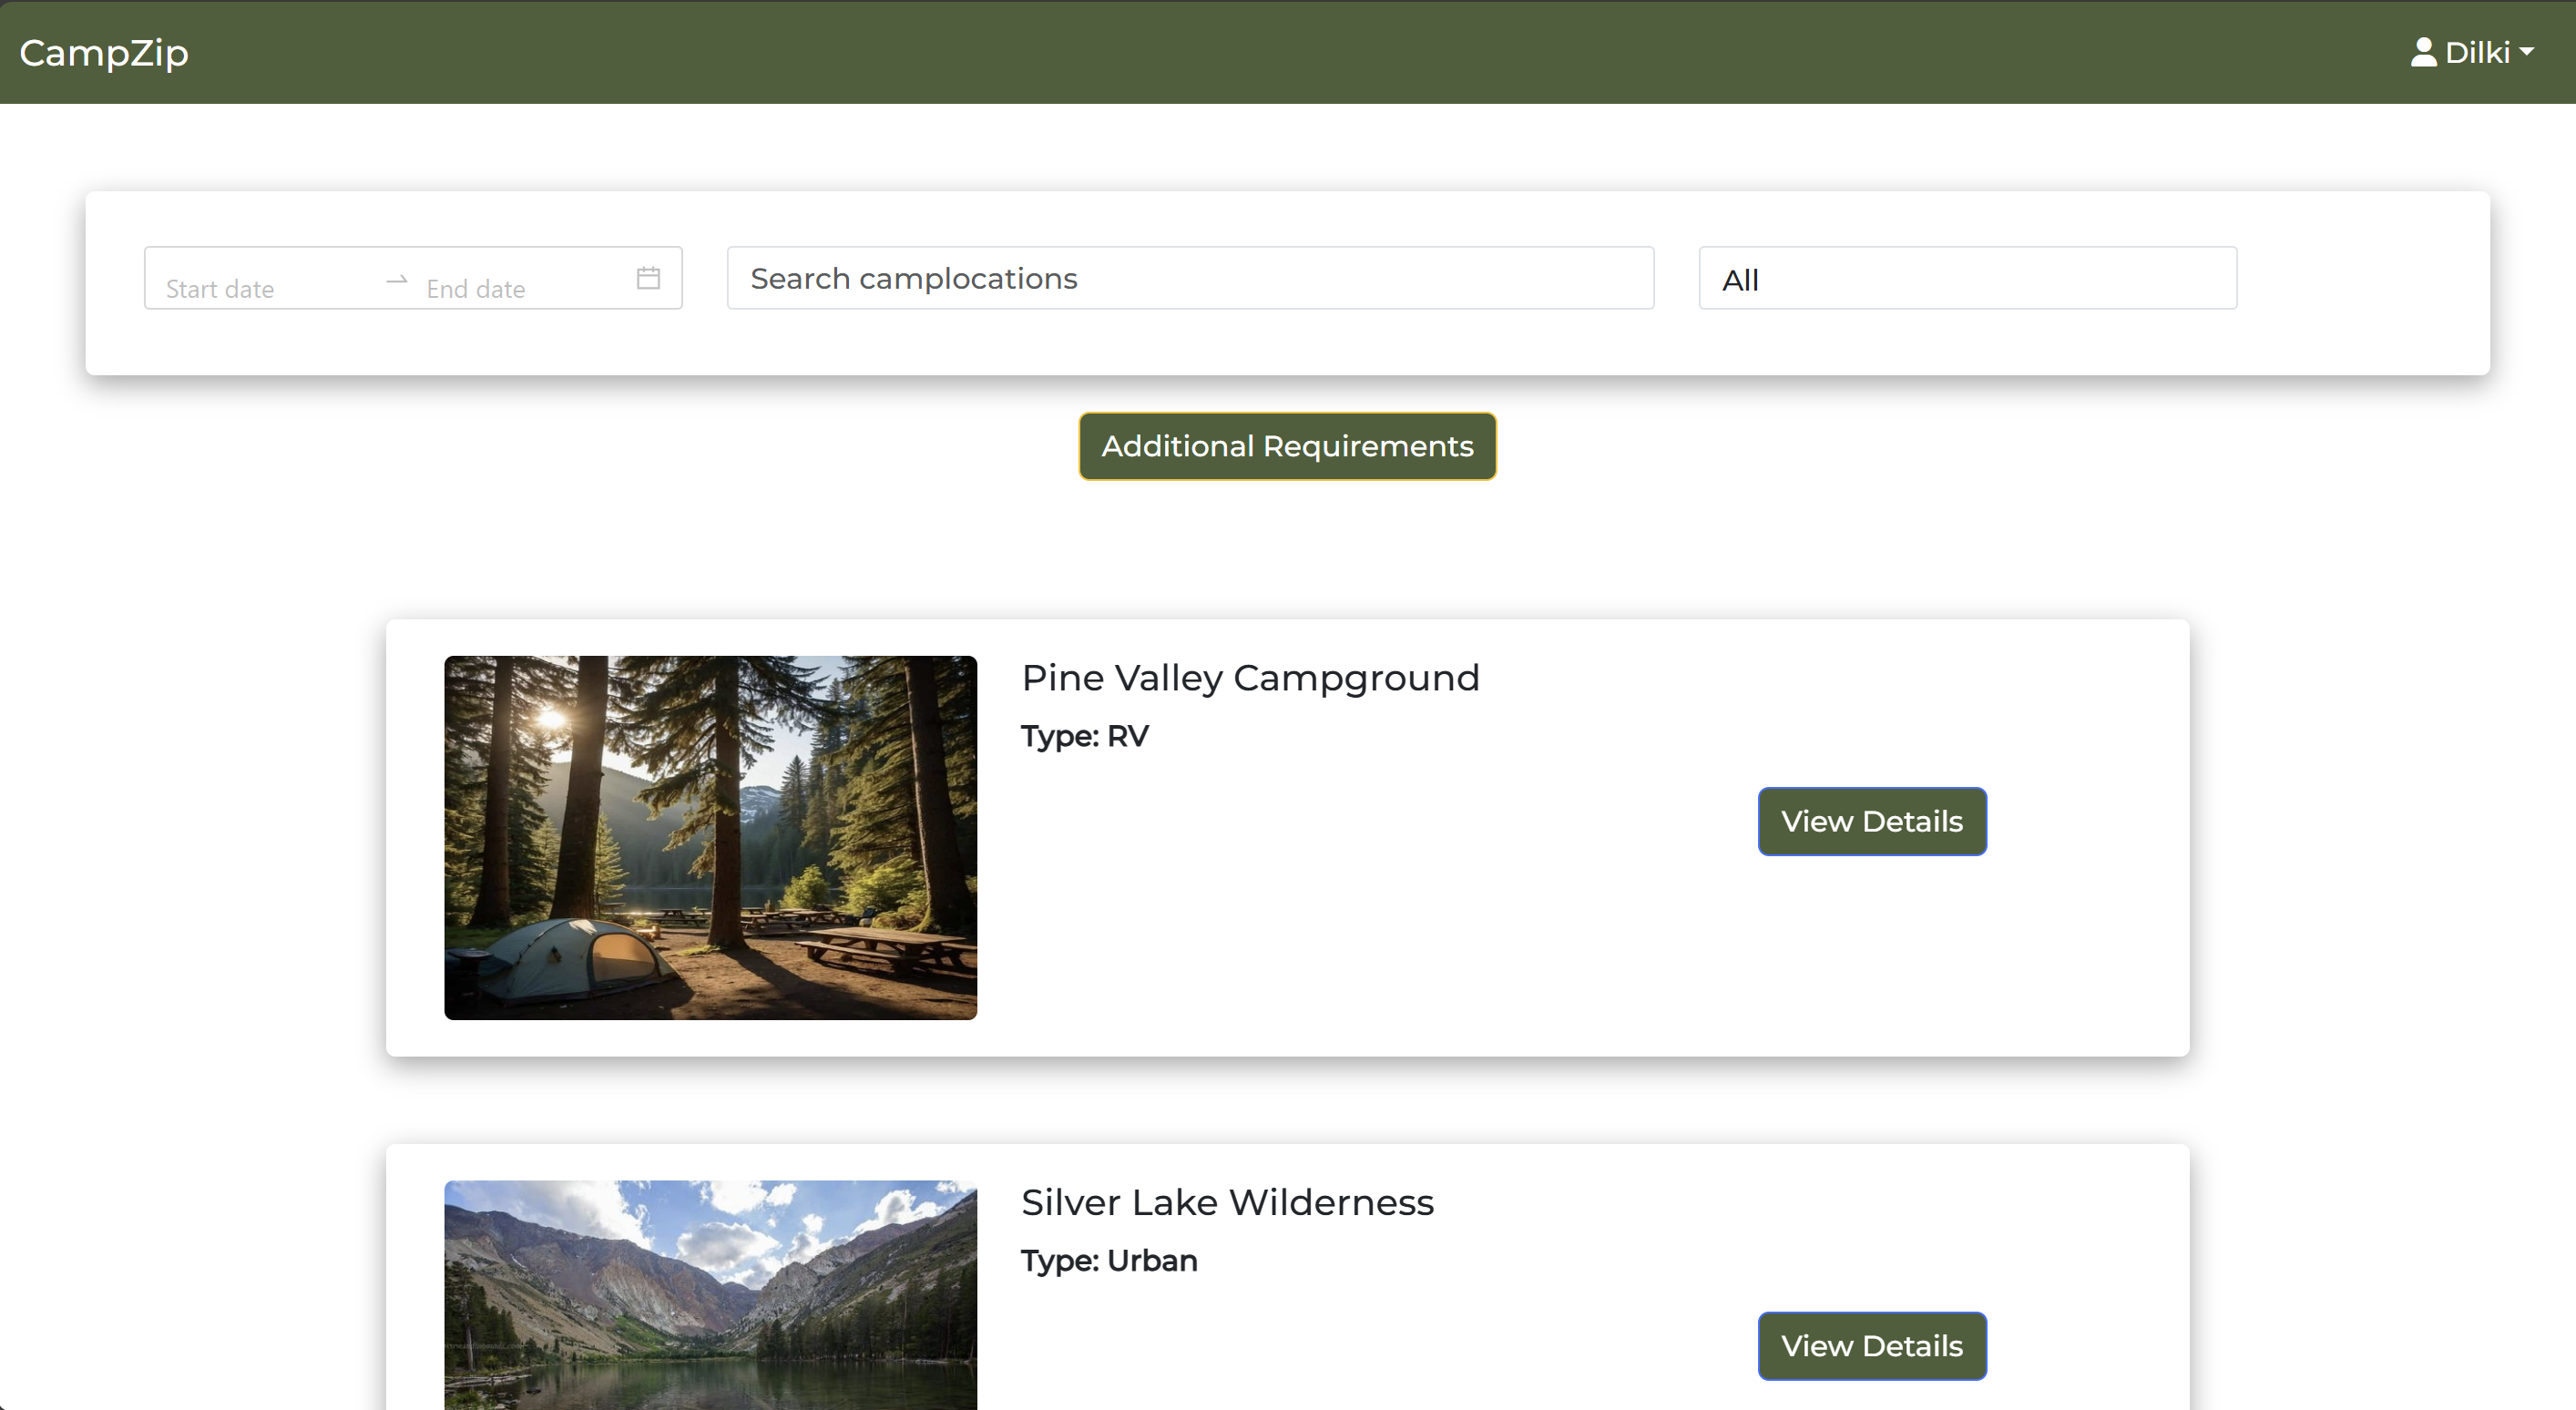 CampZip
Dilki
Start date
End date
Search camplocations
All
Additional Requirements
Pine Valley Campground
Type: RV
View Details
Silver Lake Wilderness
Type: Urban
View Details